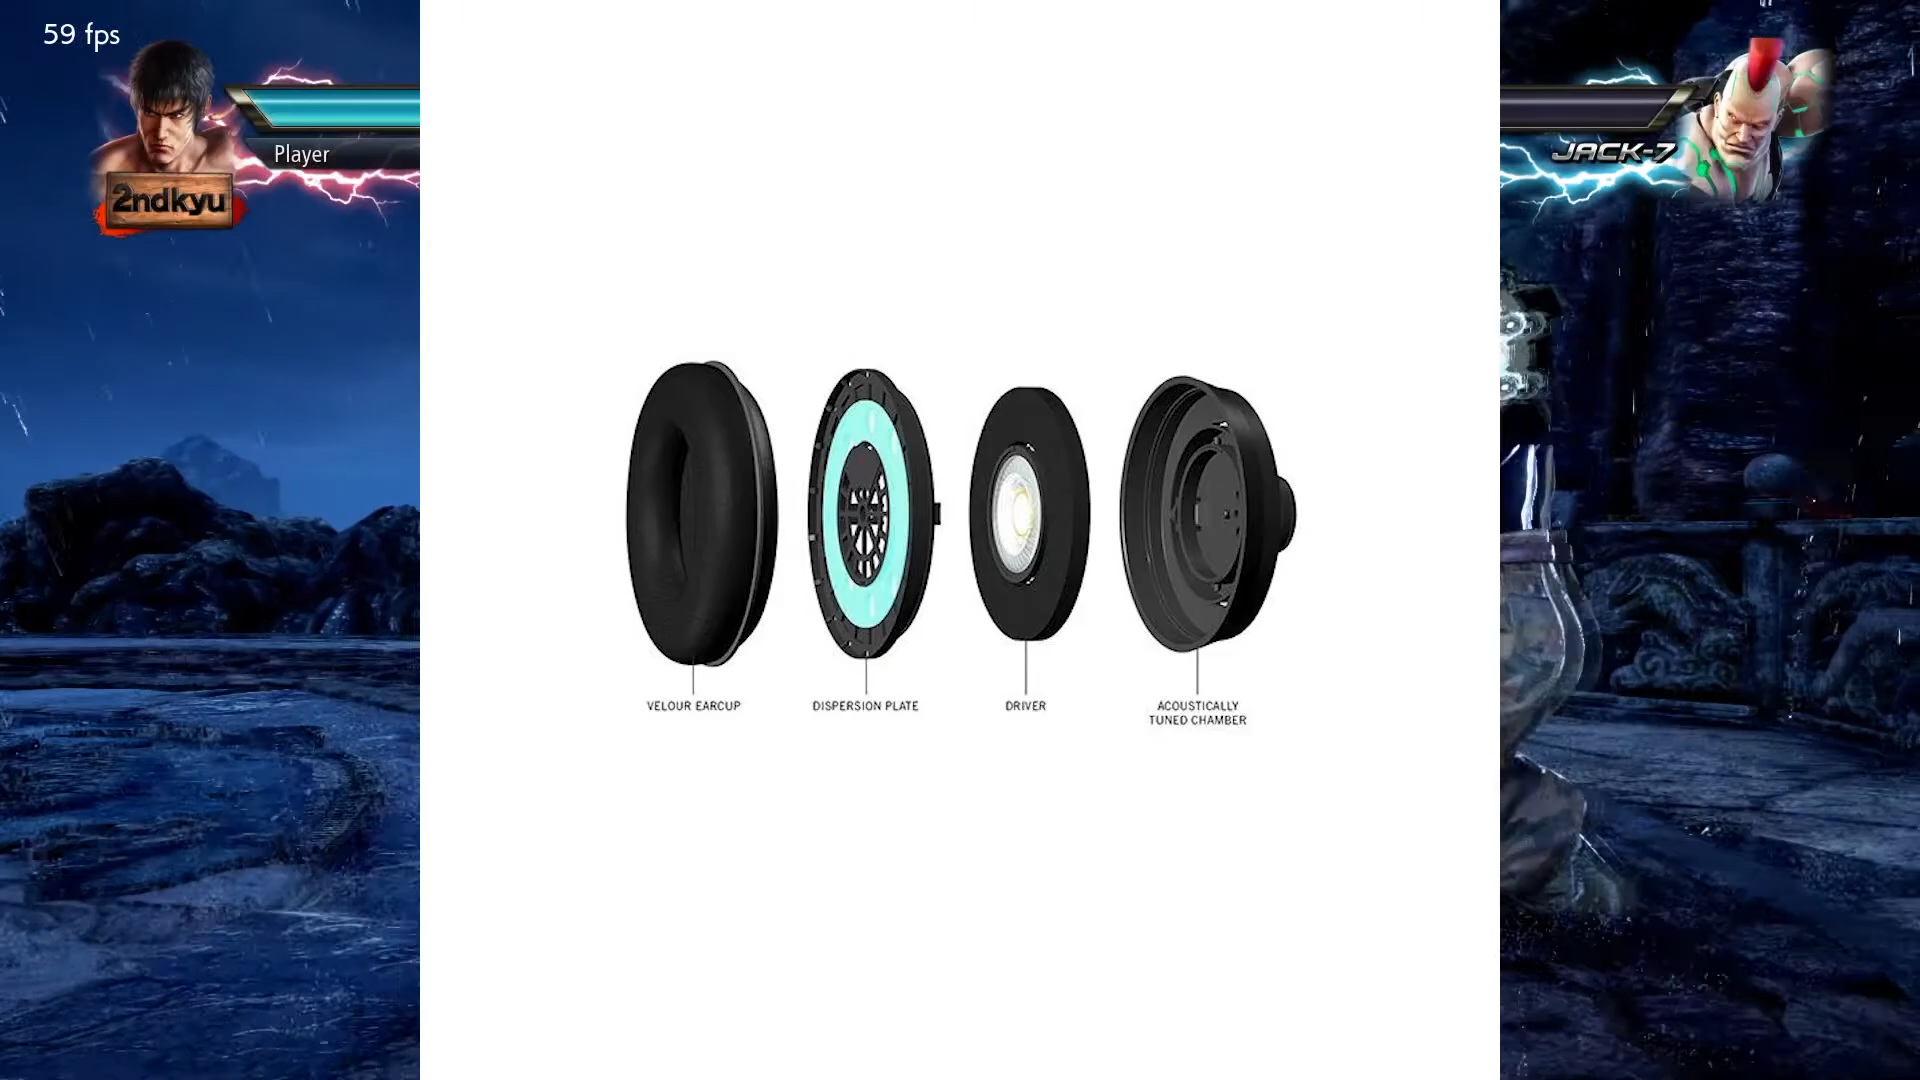 59 fps
Player
2ndkyu
JACK-7
VELOUR EARCUP
DISPERSION PLATE
DRIVER
ACOUSTICALLY
TUNED CHAMBER